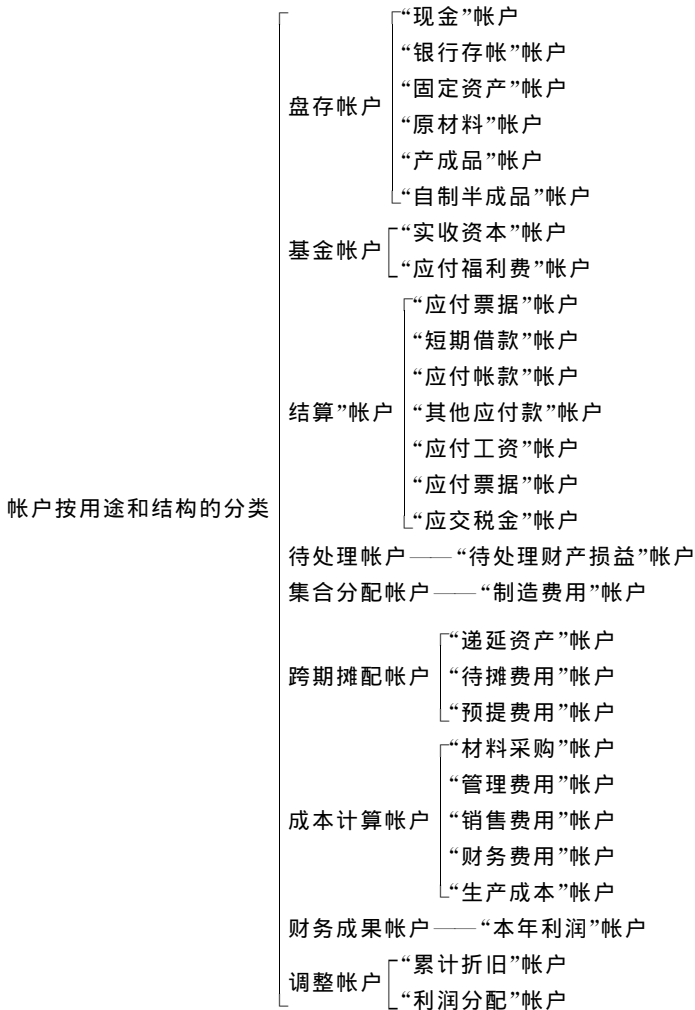 “现金”帐户
“银行存帐”帐户
盘存帐户
“固定资产”帐户
“原材料”帐户
“产成品”帐户
“自制半成品”帐户
基金帐户
“实收资本”帐户
“应付福利费”帐户
“应付票据”帐户
“短期借款”帐户
“应付帐款”帐户
结算”帐户
“其他应付款”帐户
“应付工资”帐户
“应付票据”帐户
“应交税金”帐户
帐户按用途和结构的分类
待处理帐户——“待处理财产损益”帐户
集合分配帐户——“制造费用”帐户
跨期摊配帐户
“递延资产”帐户
“待摊费用”帐户
“预提费用”帐户
成本计算帐户
“材料采购”帐户
“管理费用”帐户
“销售费用”帐户
“财务费用”帐户
“生产成本”帐户
财务成果帐户——“本年利润”帐户
调整帐户
“累计折旧”帐户
“利润分配”帐户